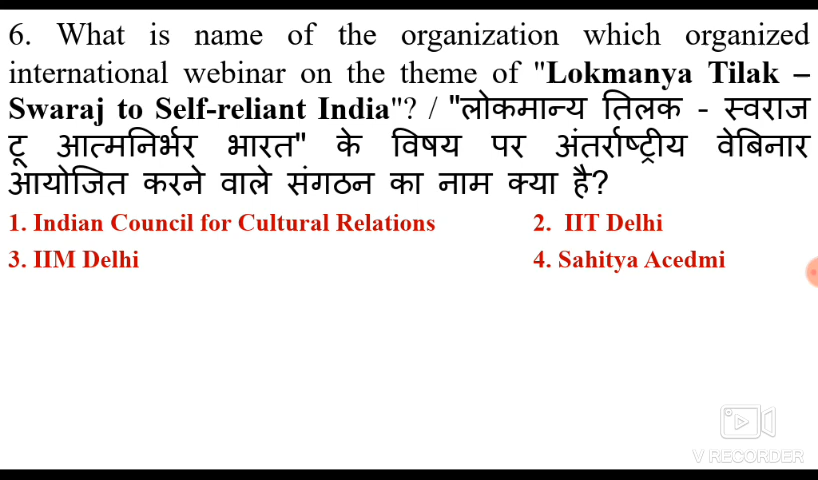 6. What is name of the organization which organized
international webinar on the theme of "Lokmanya Tilak –
Swaraj to Self-reliant India"? / "लोकमान्य तिलक - स्वराज
टू आत्मनिर्भर भारत" के विषय पर अंतर्राष्ट्रीय वेबिनार
आयोजित करने वाले संगठन का नाम क्या है?
1. Indian Council for Cultural Relations 2. IIT Delhi
3. IIM Delhi 4. Sahitya Acedmi
V RECORDER